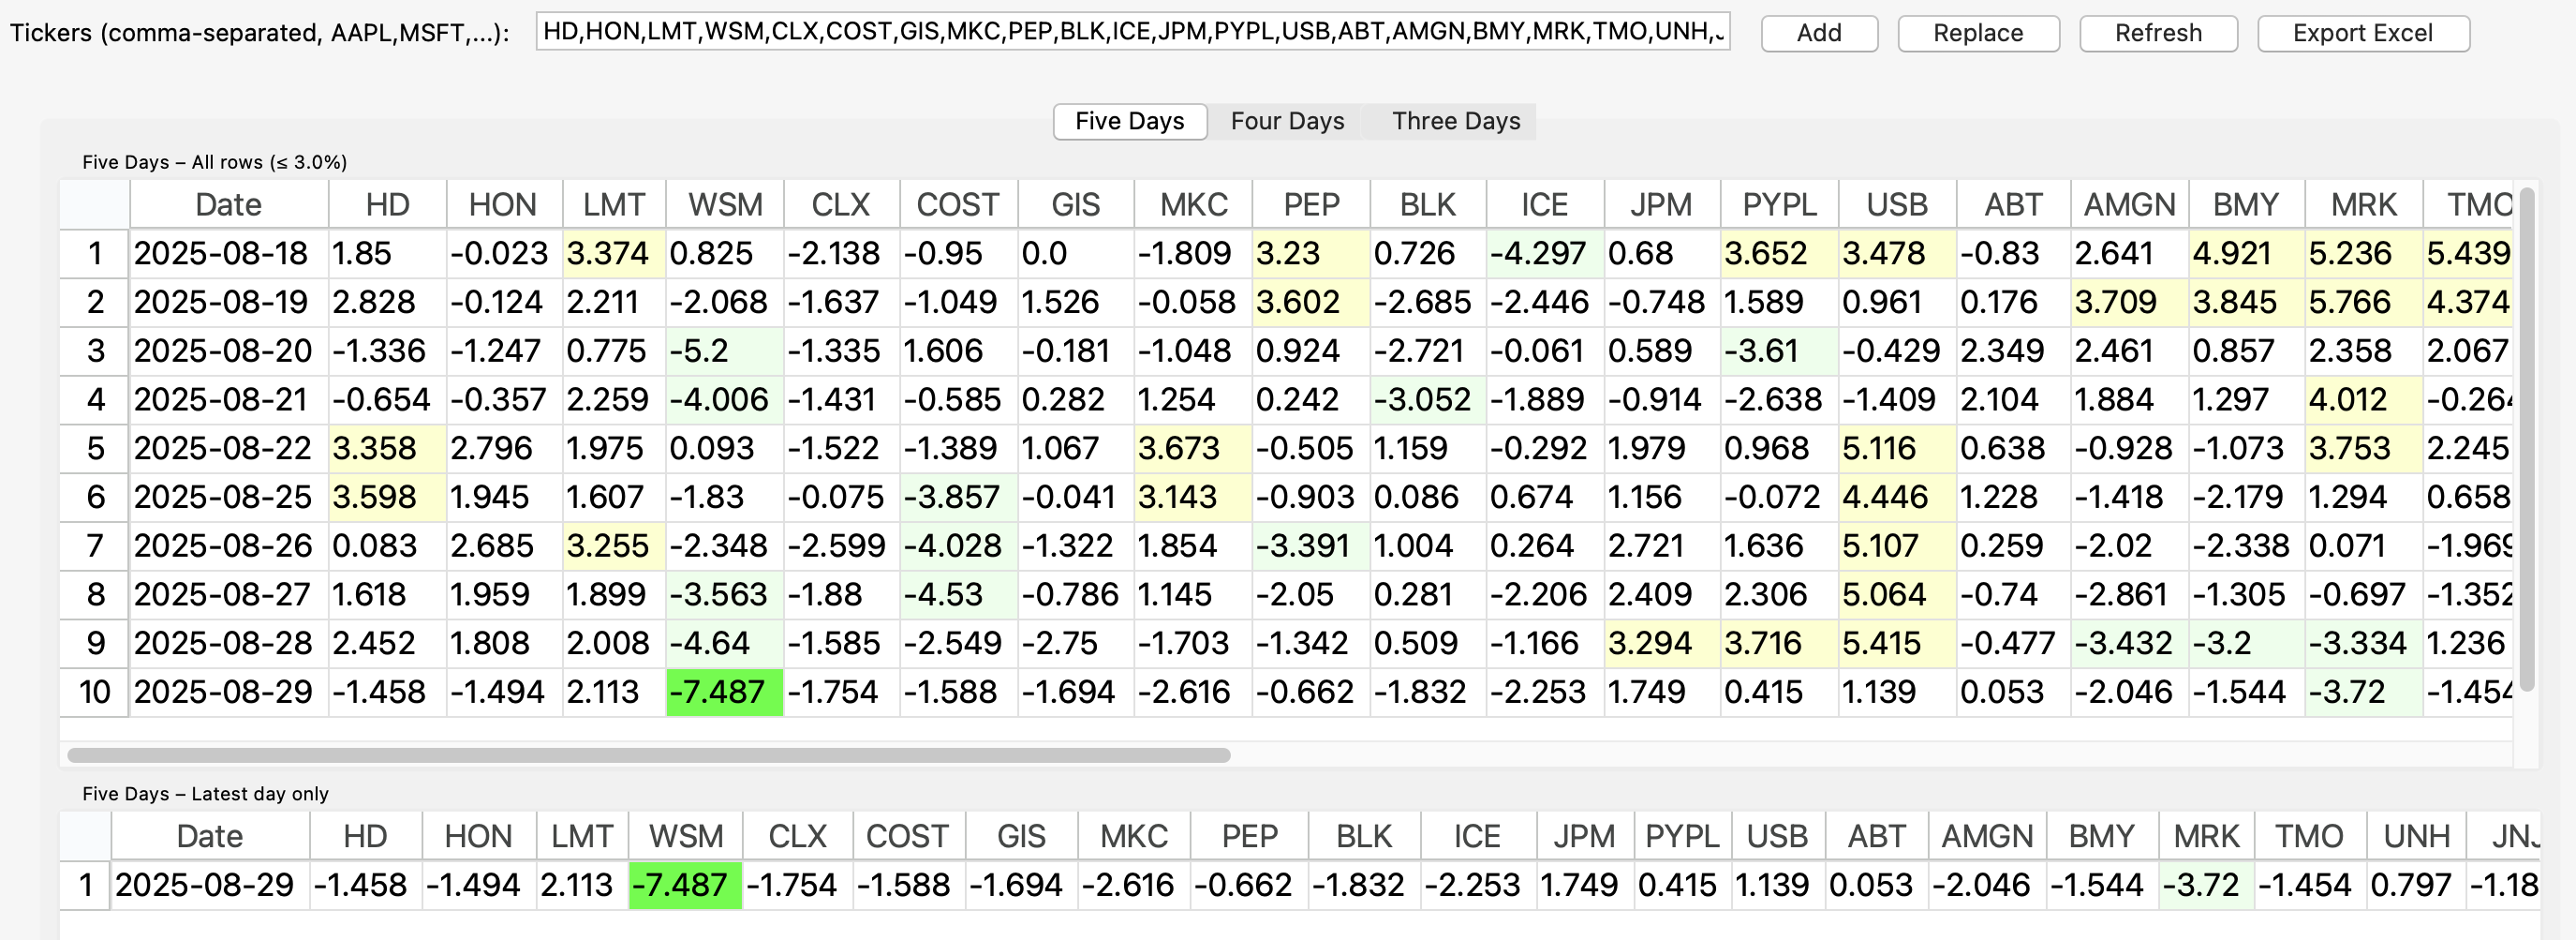 Tickers (comma-separated, AAPL,MSFT,...): HD,HON,LMT,WSM,CLX,COST,GIS,MKC,PEP,BLK,ICE,JPM,PYPL,USB,ABT,AMGN,BMY,MRK,TMO,UNH, Add Replace Refresh Export Excel
Five Days Four Days Three Days
Five Days – All rows (≤ 3.0%)
Date HD HON LMT WSM CLX COST GIS MKC PEP BLK ICE JPM PYPL USB ABT AMGN BMY MRK TMO
1 2025-08-18 1.85 -0.023 3.374 0.825 -2.138 -0.95 0.0 -1.809 3.23 0.726 -4.297 0.68 3.652 3.478 -0.83 2.641 4.921 5.236 5.439
2 2025-08-19 2.828 -0.124 2.211 -2.068 -1.637 -1.049 1.526 -0.058 3.602 -2.685 -2.446 -0.748 1.589 0.961 0.176 3.709 3.845 5.766 4.374
3 2025-08-20 -1.336 -1.247 0.775 -5.2 -1.335 1.606 -0.181 -1.048 0.924 -2.721 -0.061 0.589 -3.61 -0.429 2.349 2.461 0.857 2.358 2.067
4 2025-08-21 -0.654 -0.357 2.259 -4.006 -1.431 -0.585 0.282 1.254 0.242 -3.052 -1.889 -0.914 -2.638 -1.409 2.104 1.884 1.297 4.012 -0.264
5 2025-08-22 3.358 2.796 1.975 0.093 -1.522 -1.389 1.067 3.673 -0.505 1.159 -0.292 1.979 0.968 5.116 0.638 -0.928 -1.073 3.753 2.245
6 2025-08-25 3.598 1.945 1.607 -1.83 -0.075 -3.857 -0.041 3.143 -0.903 0.086 0.674 1.156 -0.072 4.446 1.228 -1.418 -2.179 1.294 0.658
7 2025-08-26 0.083 2.685 3.255 -2.348 -2.599 -4.028 -1.322 1.854 -3.391 1.004 0.264 2.721 1.636 5.107 0.259 -2.02 -2.338 0.071 -1.969
8 2025-08-27 1.618 1.959 1.899 -3.563 -1.88 -4.53 -0.786 1.145 -2.05 0.281 -2.206 2.409 2.306 5.064 -0.74 -2.861 -1.305 -0.697 -1.352
9 2025-08-28 2.452 1.808 2.008 -4.64 -1.585 -2.549 -2.75 -1.703 -1.342 0.509 -1.166 3.294 3.716 5.415 -0.477 -3.432 -3.2 -3.334 1.236
10 2025-08-29 -1.458 -1.494 2.113 -7.487 -1.754 -1.588 -1.694 -2.616 -0.662 -1.832 -2.253 1.749 0.415 1.139 0.053 -2.046 -1.544 -3.72 -1.454
Five Days – Latest day only
Date HD HON LMT WSM CLX COST GIS MKC PEP BLK ICE JPM PYPL USB ABT AMGN BMY MRK TMO UNH JNJ
1 2025-08-29 -1.458 -1.494 2.113 -7.487 -1.754 -1.588 -1.694 -2.616 -0.662 -1.832 -2.253 1.749 0.415 1.139 0.053 -2.046 -1.544 -3.72 -1.454 0.797 -1.18